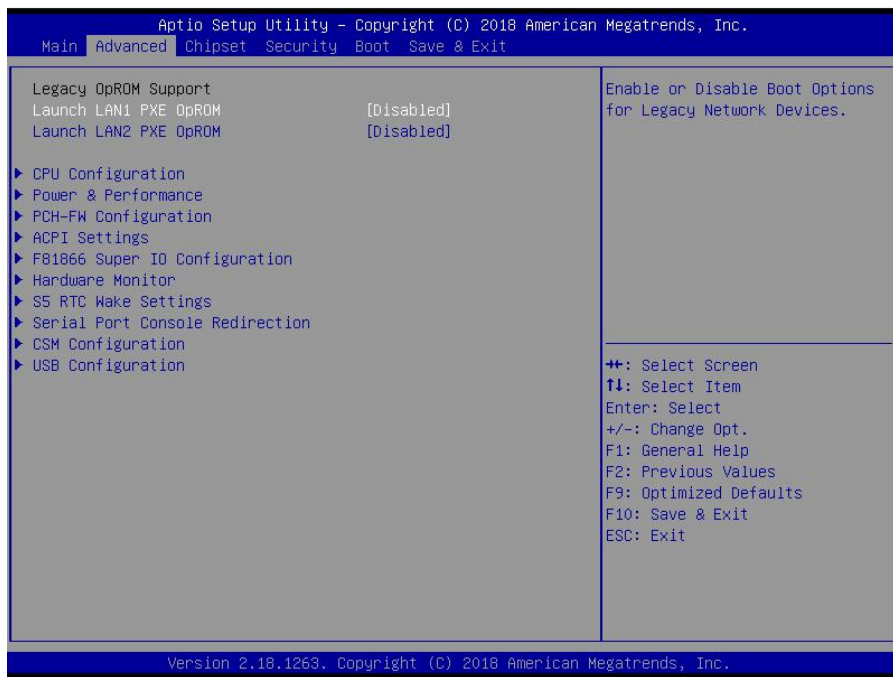 Aptio Setup Utility – Copyright (C) 2018 American Megatrends, Inc.
Main Advanced Chipset Security Boot Save & Exit
Legacy OpROM Support
Launch LAN1 PXE OpROM [Disabled]
Launch LAN2 PXE OpROM [Disabled]
▶ CPU Configuration
▶ Power & Performance
▶ PCH-FW Configuration
▶ ACPI Settings
▶ F81866 Super IO Configuration
▶ Hardware Monitor
▶ S5 RTC Wake Settings
▶ Serial Port Console Redirection
▶ CSM Configuration
▶ USB Configuration
Enable or Disable Boot Options
for Legacy Network Devices.
→←: Select Screen
↑↓: Select Item
Enter: Select
+/-: Change Opt.
F1: General Help
F2: Previous Values
F9: Optimized Defaults
F10: Save & Exit
ESC: Exit
Version 2.18.1263. Copyright (C) 2018 American Megatrends, Inc.